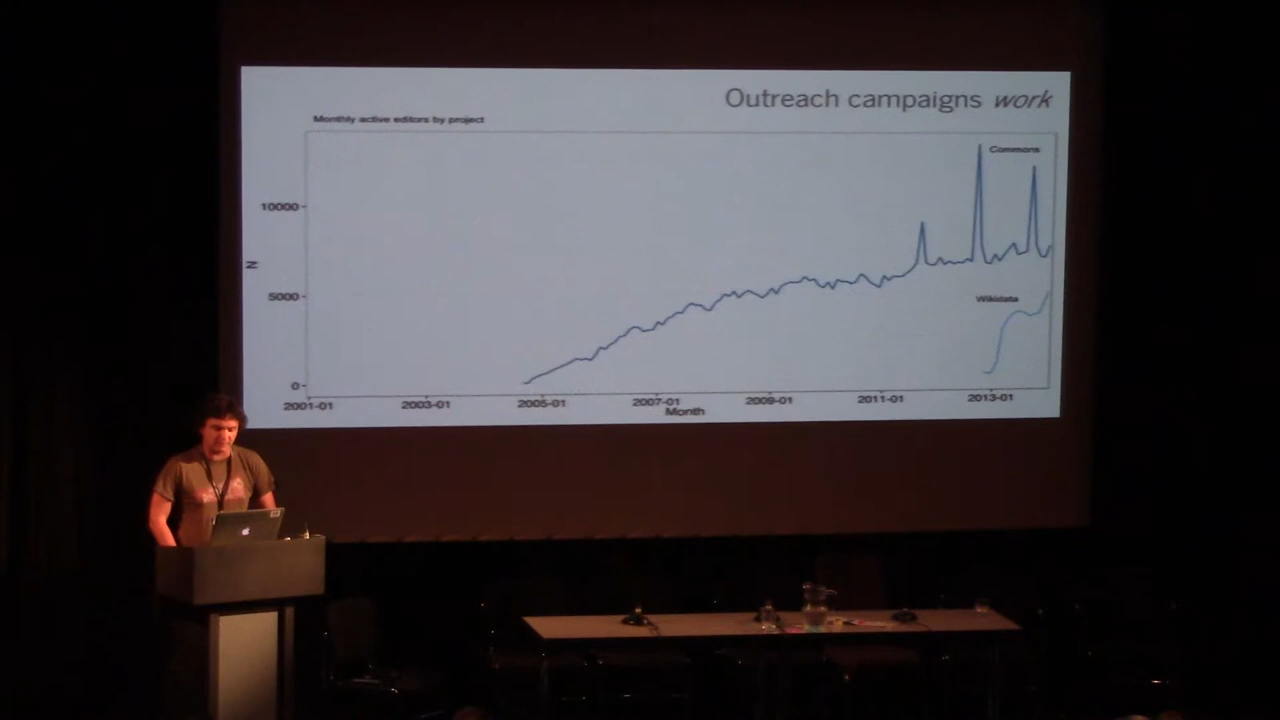 Outreach campaigns work
Monthly active editors by project
Commons
10000
N
5000
Wikidata
0
2001-01 2003-01 2005-01 2007-01 2009-01 2011-01 2013-01
Month